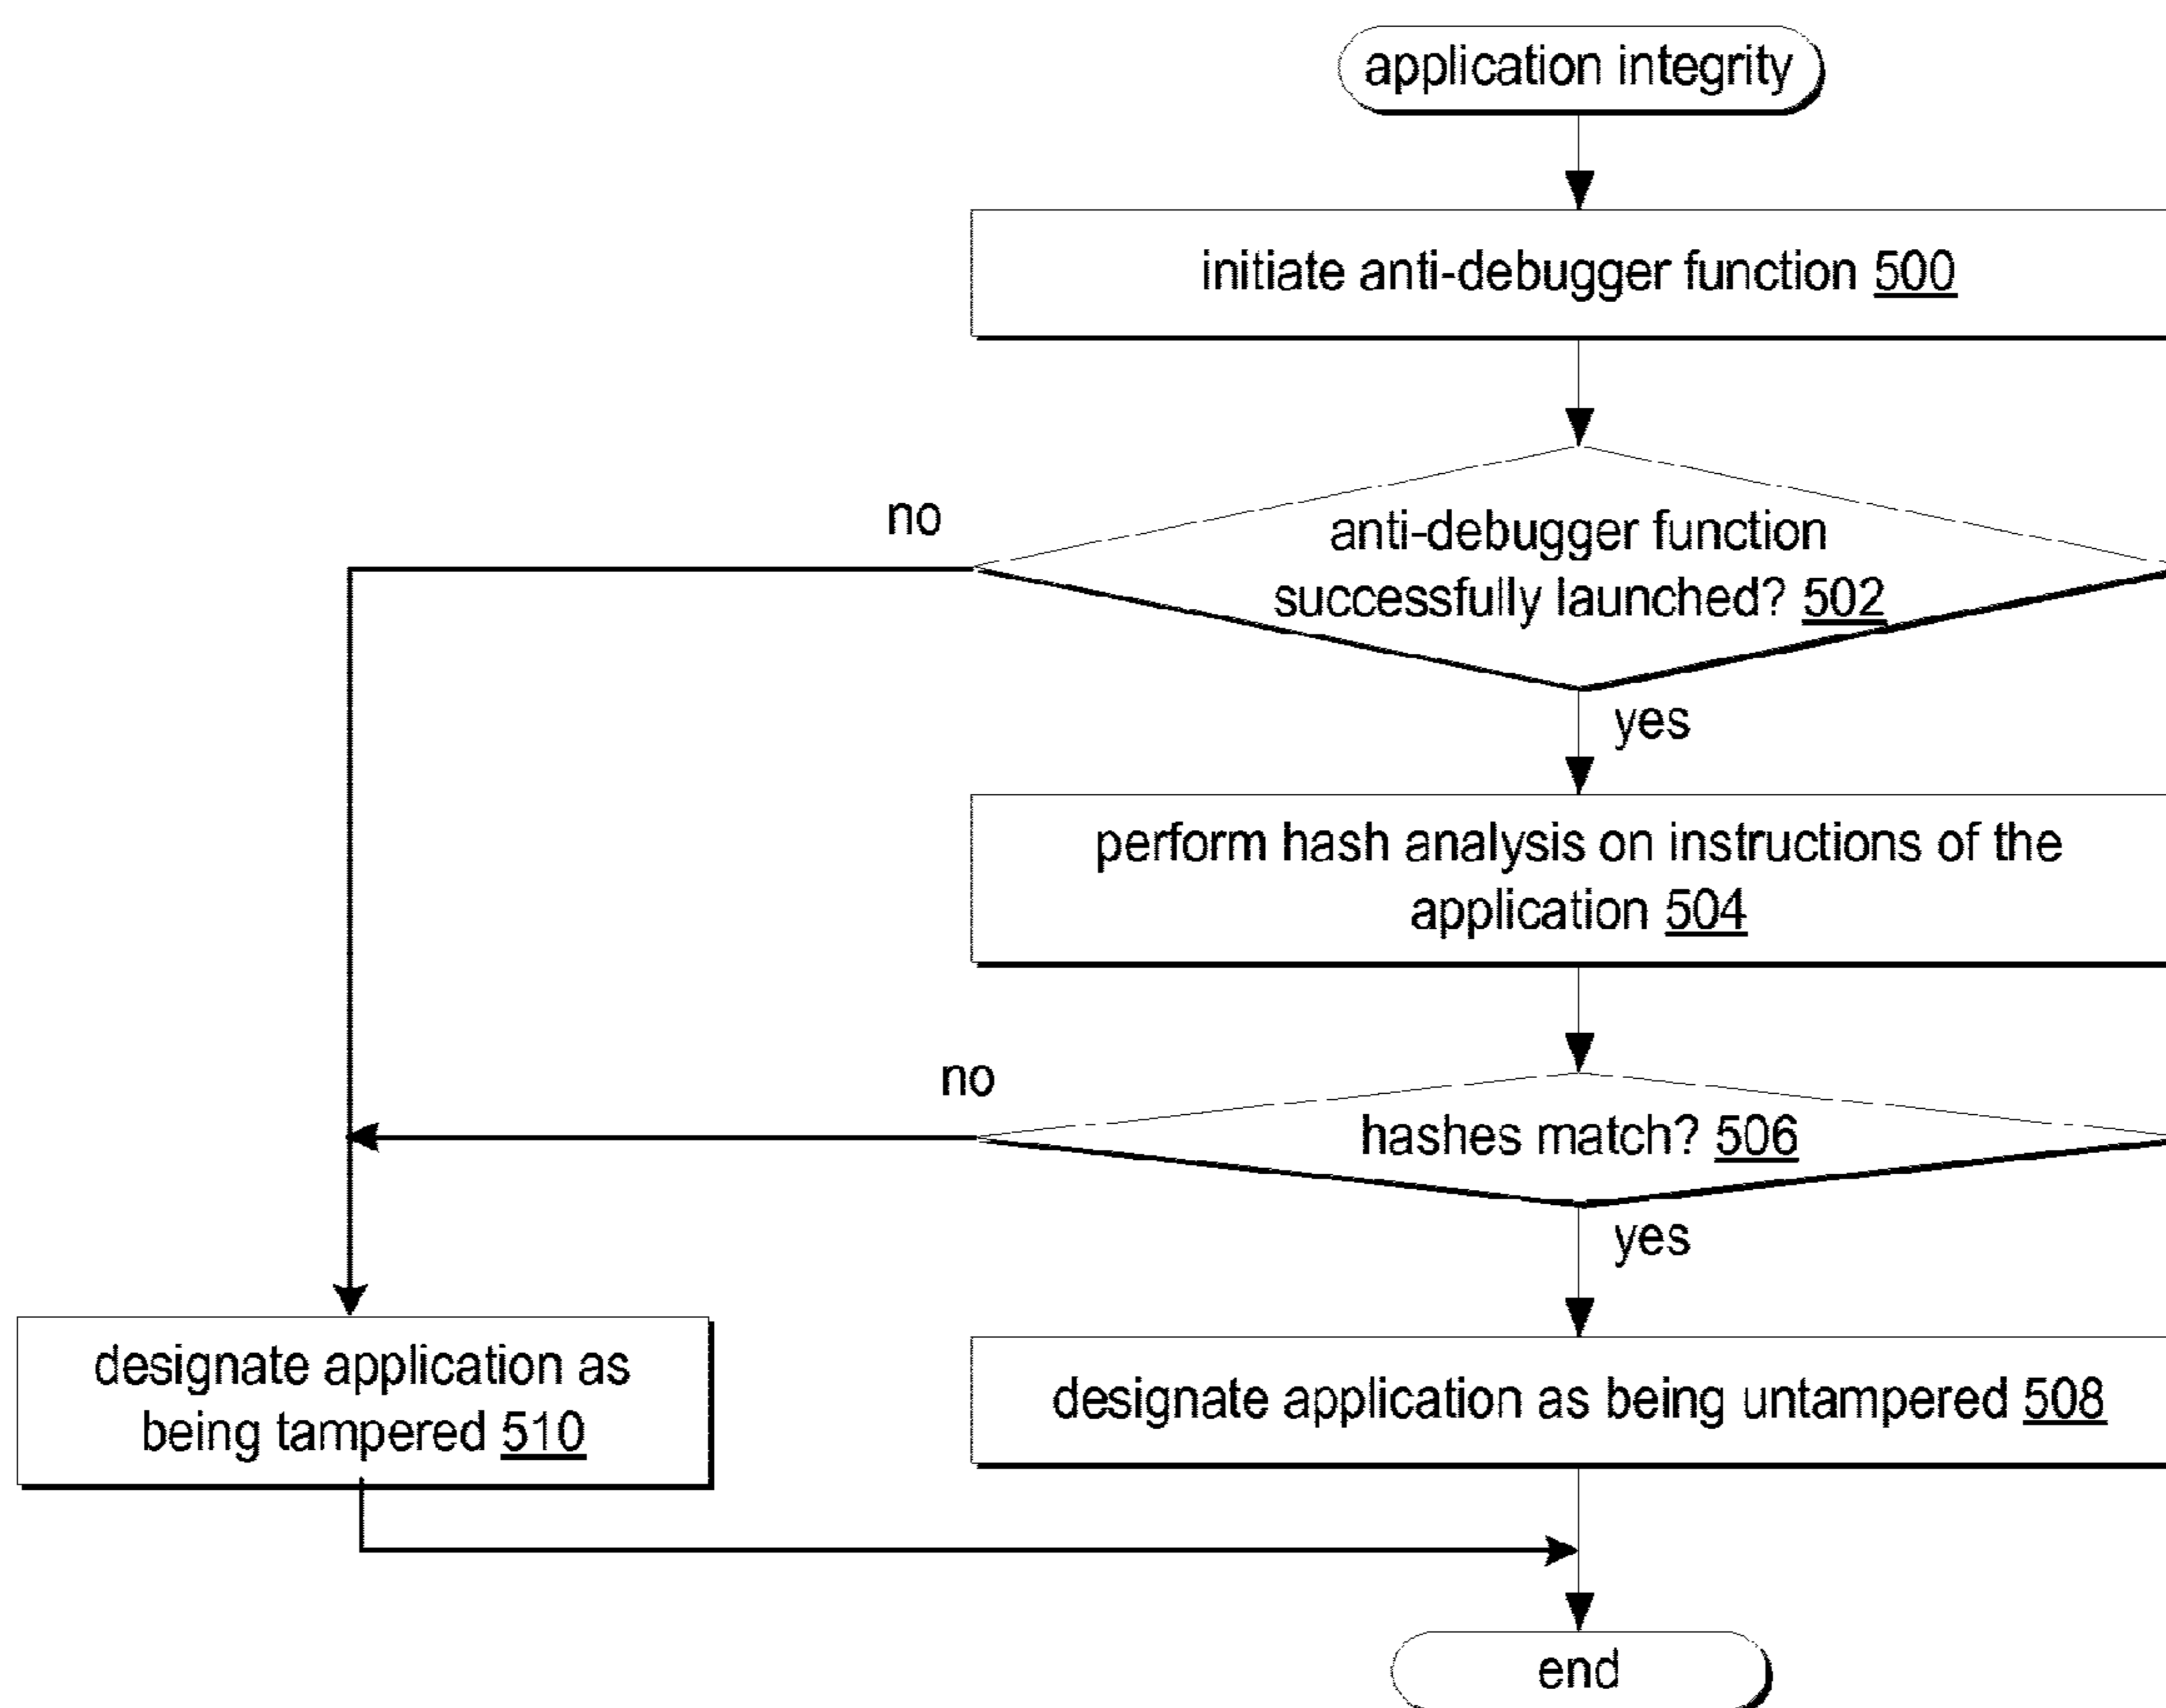 application integrity
initiate anti-debugger function 500
no
anti-debugger function
successfully launched? 502
yes
perform hash analysis on instructions of the
application 504
no
hashes match? 506
yes
designate application as
being tampered 510
designate application as being untampered 508
end